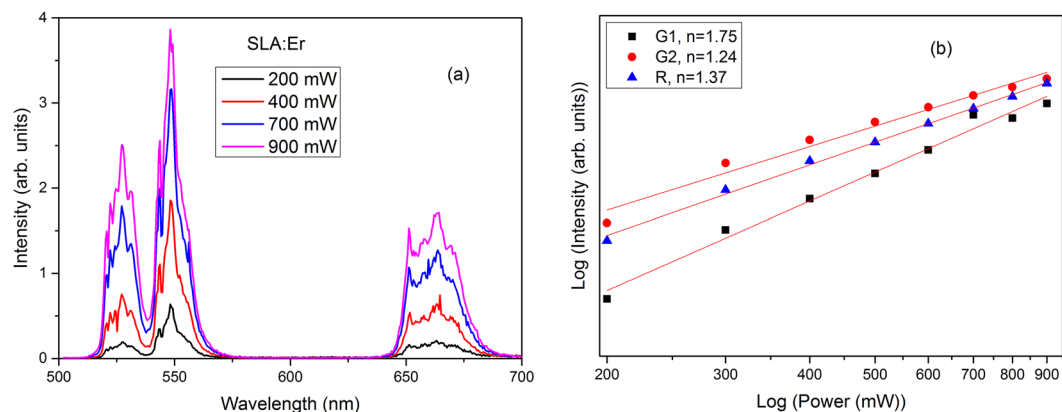 4
3
2
1
0
500
550
600
650
700
Intensity (arb. units)
Wavelength (nm)
SLA:Er
(a)
200 mW
400 mW
700 mW
900 mW
G1, n=1.75
G2, n=1.24
R, n=1.37
(b)
Log (Intensity (arb. units))
200
300
400
500
600
700
800
900
Log (Power (mW))